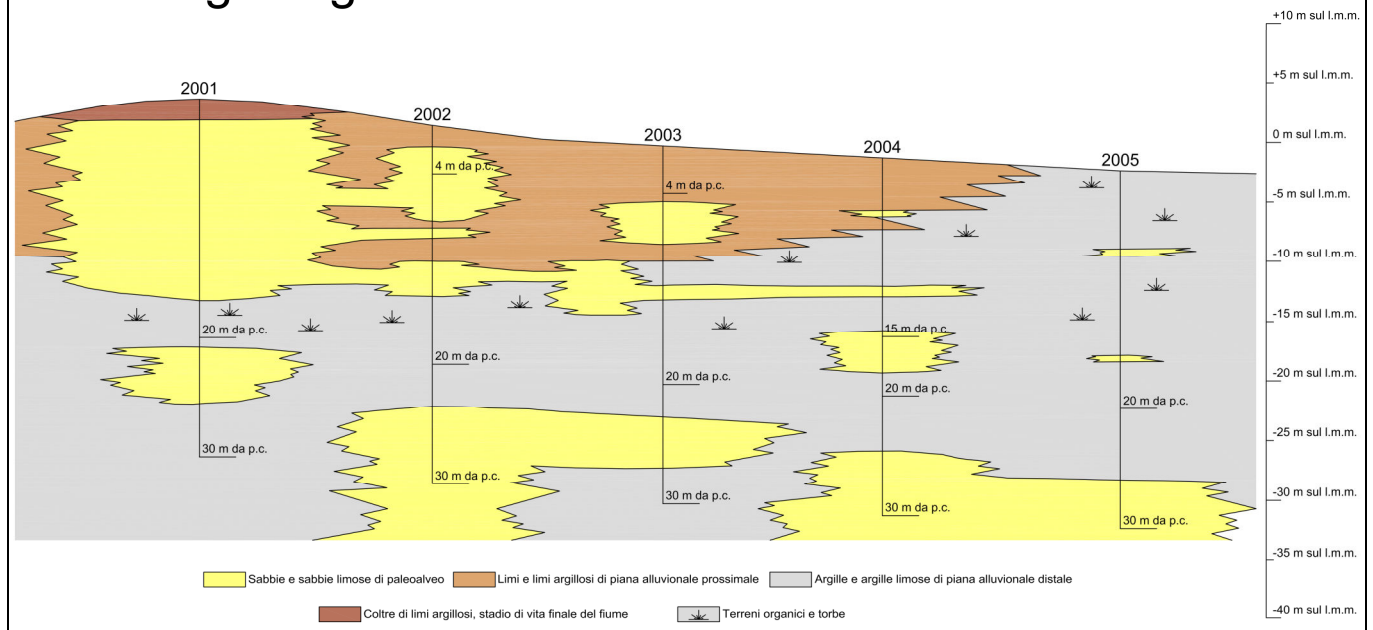 +10 m sul l.m.m.
+5 m sul l.m.m.
0 m sul l.m.m.
-5 m sul l.m.m.
-10 m sul l.m.m.
-15 m sul l.m.m.
-20 m sul l.m.m.
-25 m sul l.m.m.
-30 m sul l.m.m.
-35 m sul l.m.m.
-40 m sul l.m.m.
2001
20 m da p.c.
30 m da p.c.
2002
4 m da p.c.
20 m da p.c.
30 m da p.c.
2003
4 m da p.c.
20 m da p.c.
30 m da p.c.
2004
15 m da p.c.
20 m da p.c.
30 m da p.c.
2005
20 m da p.c.
30 m da p.c.
Sabbie e sabbie limose di paleoalveo Limi e limi argillosi di piana alluvionale prossimale Argille e argille limose di piana alluvionale distale
Coltre di limi argillosi, stadio di vita finale del fiume Terreni organici e torbe